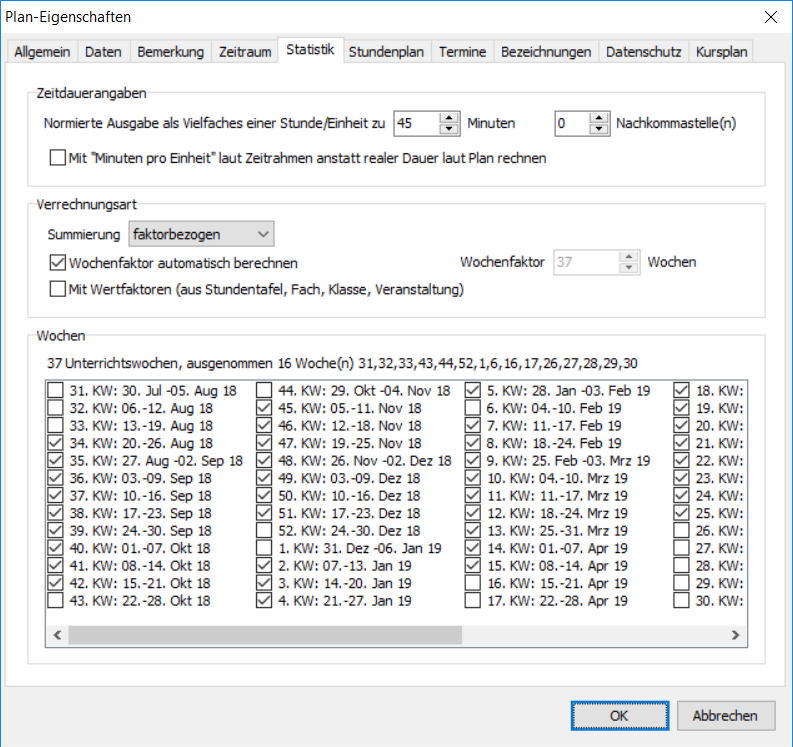 Plan-Eigenschaften
Allgemein Daten Bemerkung Zeitraum Statistik Stundenplan Termine Bezeichnungen Datenschutz Kursplan
Zeitdauerangaben
Normierte Ausgabe als Vielfaches einer Stunde/Einheit zu 45 Minuten 0 Nachkommastelle(n)
Mit "Minuten pro Einheit" laut Zeitrahmen anstatt realer Dauer laut Plan rechnen
Verrechnungsart
Summierung faktorbezogen
Wochenfaktor automatisch berechnen Wochenfaktor 37 Wochen
Mit Wertfaktoren (aus Stundentafel, Fach, Klasse, Veranstaltung)
Wochen
37 Unterrichtswochen, ausgenommen 16 Woche(n) 31,32,33,43,44,52,1,6,16,17,26,27,28,29,30
31. KW: 30. Jul -05. Aug 18 44. KW: 29. Okt -04. Nov 18 5. KW: 28. Jan -03. Feb 19 18. KW:
32. KW: 06.-12. Aug 18 45. KW: 05.-11. Nov 18 6. KW: 04.-10. Feb 19 19. KW:
33. KW: 13.-19. Aug 18 46. KW: 12.-18. Nov 18 7. KW: 11.-17. Feb 19 20. KW:
34. KW: 20.-26. Aug 18 47. KW: 19.-25. Nov 18 8. KW: 18.-24. Feb 19 21. KW:
35. KW: 27. Aug -02. Sep 18 48. KW: 26. Nov -02. Dez 18 9. KW: 25. Feb -03. Mrz 19 22. KW:
36. KW: 03.-09. Sep 18 49. KW: 03.-09. Dez 18 10. KW: 04.-10. Mrz 19 23. KW:
37. KW: 10.-16. Sep 18 50. KW: 10.-16. Dez 18 11. KW: 11.-17. Mrz 19 24. KW:
38. KW: 17.-23. Sep 18 51. KW: 17.-23. Dez 18 12. KW: 18.-24. Mrz 19 25. KW:
39. KW: 24.-30. Sep 18 52. KW: 24.-30. Dez 18 13. KW: 25.-31. Mrz 19 26. KW:
40. KW: 01.-07. Okt 18 1. KW: 31. Dez -06. Jan 19 14. KW: 01.-07. Apr 19 27. KW:
41. KW: 08.-14. Okt 18 2. KW: 07.-13. Jan 19 15. KW: 08.-14. Apr 19 28. KW:
42. KW: 15.-21. Okt 18 3. KW: 14.-20. Jan 19 16. KW: 15.-21. Apr 19 29. KW:
43. KW: 22.-28. Okt 18 4. KW: 21.-27. Jan 19 17. KW: 22.-28. Apr 19 30. KW:
OK Abbrechen